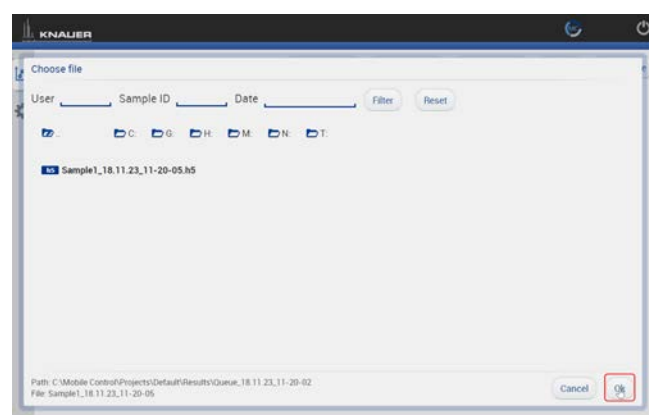 KNAUER
Choose file
User Sample ID Date Filter Reset
.. C: G: H: M: N: T:
h5 Sample1_18.11.23_11-20-05.h5
Path: C:\Mobile Control\Projects\Default\Results\Queue_18.11.23_11-20-02
File: Sample1_18.11.23_11-20-05
Cancel Ok